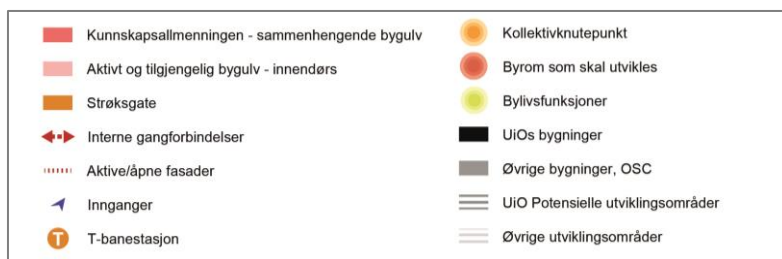 Kunnskapsallmenningen - sammenhengende bygulv
Aktivt og tilgjengelig bygulv - innendørs
Strøksgate
Interne gangforbindelser
Aktive/åpne fasader
Innganger
T
T-banestasjon
Kollektivknutepunkt
Byrom som skal utvikles
Bylivsfunksjoner
UiOs bygninger
Øvrige bygninger, OSC
UiO Potensielle utviklingsområder
Øvrige utviklingsområder